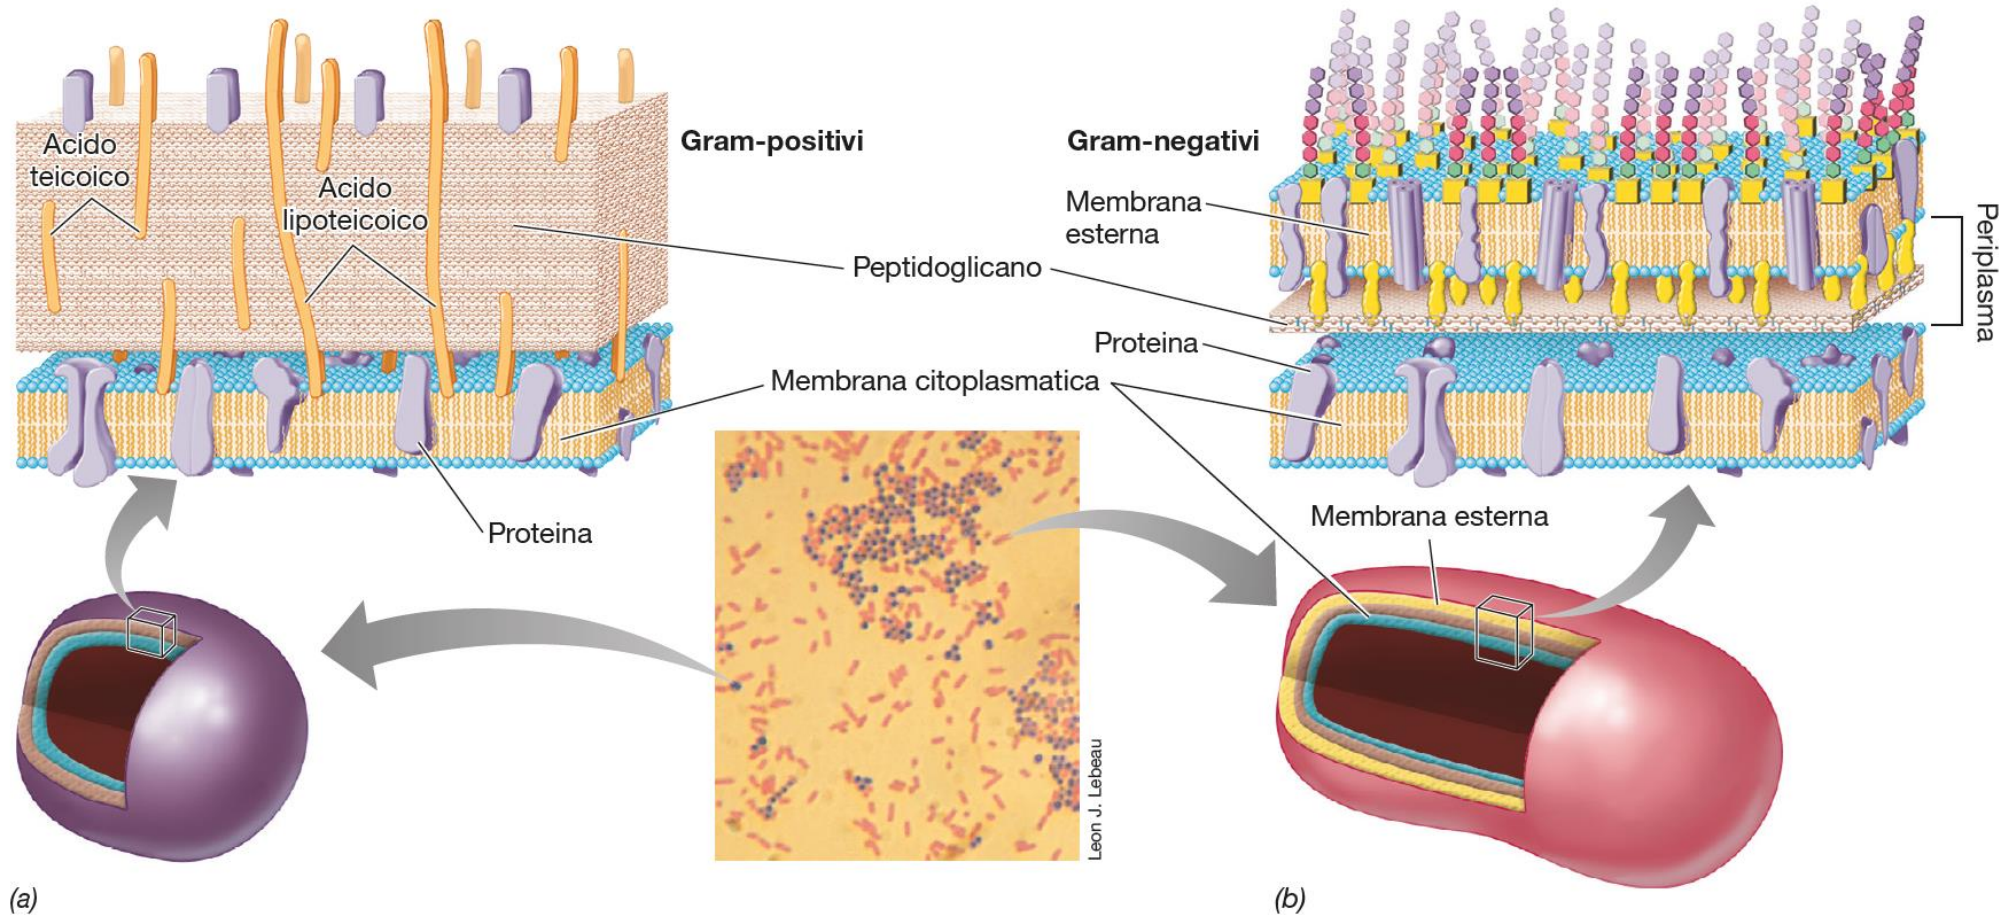 Gram-positivi
Acido
teicoico
Acido
lipoteicoico
Peptidoglicano
Membrana citoplasmatica
Proteina
Gram-negativi
Membrana
esterna
Periplasma
Proteina
Membrana esterna
Leon J. Lebeau
(a)
(b)